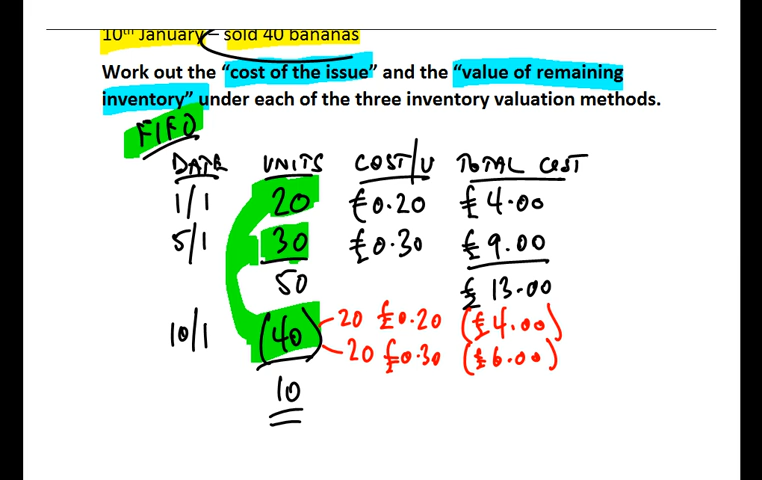 10th January – sold 40 bananas
Work out the “cost of the issue” and the “value of remaining
inventory” under each of the three inventory valuation methods.
FIFO
DATE UNITS COST/U TOTAL COST
1/1 20 £0.20 £4.00
5/1 30 £0.30 £9.00
50 £13.00
10/1 (40) 20 £0.20 (£4.00)
20 £0.30 (£6.00)
10